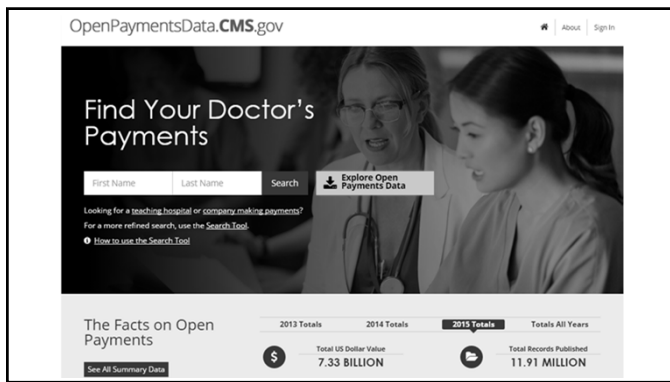 OpenPaymentsData.CMS.gov
About
Sign In
Find Your Doctor's
Payments
First Name
Last Name
Search
Explore Open
Payments Data
Looking for a teaching hospital or company making payments?
For a more refined search, use the Search Tool.
How to use the Search Tool
The Facts on Open
Payments
See All Summary Data
2013 Totals
2014 Totals
2015 Totals
Totals All Years
Total US Dollar Value
7.33 BILLION
Total Records Published
11.91 MILLION